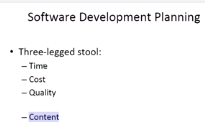 Software Development Planning
• Three-legged stool:
– Time
– Cost
– Quality
– Content